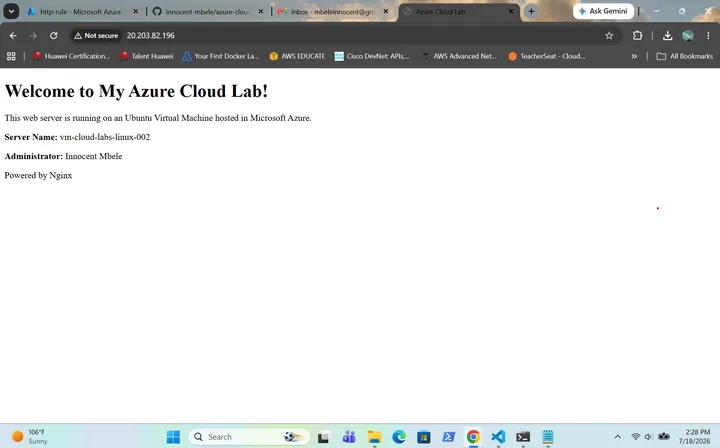 http-rule - Microsoft Azure
innocent-mbele/azure-clou
Inbox - mbeleinnocent@gm
Azure Cloud Lab
Ask Gemini
Not secure
20.203.82.196
Huawei Certification...
Talent Huawei
Your First Docker La...
AWS EDUCATE
Cisco DevNet: APIs,...
AWS Advanced Net...
TeacherSeat - Cloud...
All Bookmarks
Welcome to My Azure Cloud Lab!
This web server is running on an Ubuntu Virtual Machine hosted in Microsoft Azure.
Server Name: vm-cloud-labs-linux-002
Administrator: Innocent Mbele
Powered by Nginx
106°F
Sunny
Search
2:28 PM
7/18/2026